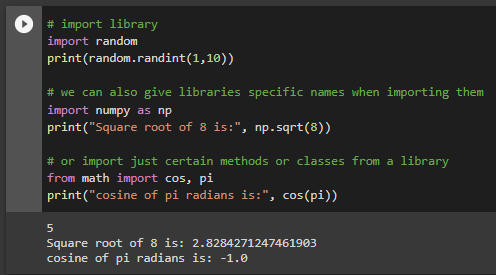 # import library
import random
print(random.randint(1,10))
# we can also give libraries specific names when importing them
import numpy as np
print("Square root of 8 is:", np.sqrt(8))
# or import just certain methods or classes from a library
from math import cos, pi
print("cosine of pi radians is:", cos(pi))
5
Square root of 8 is: 2.8284271247461903
cosine of pi radians is: -1.0